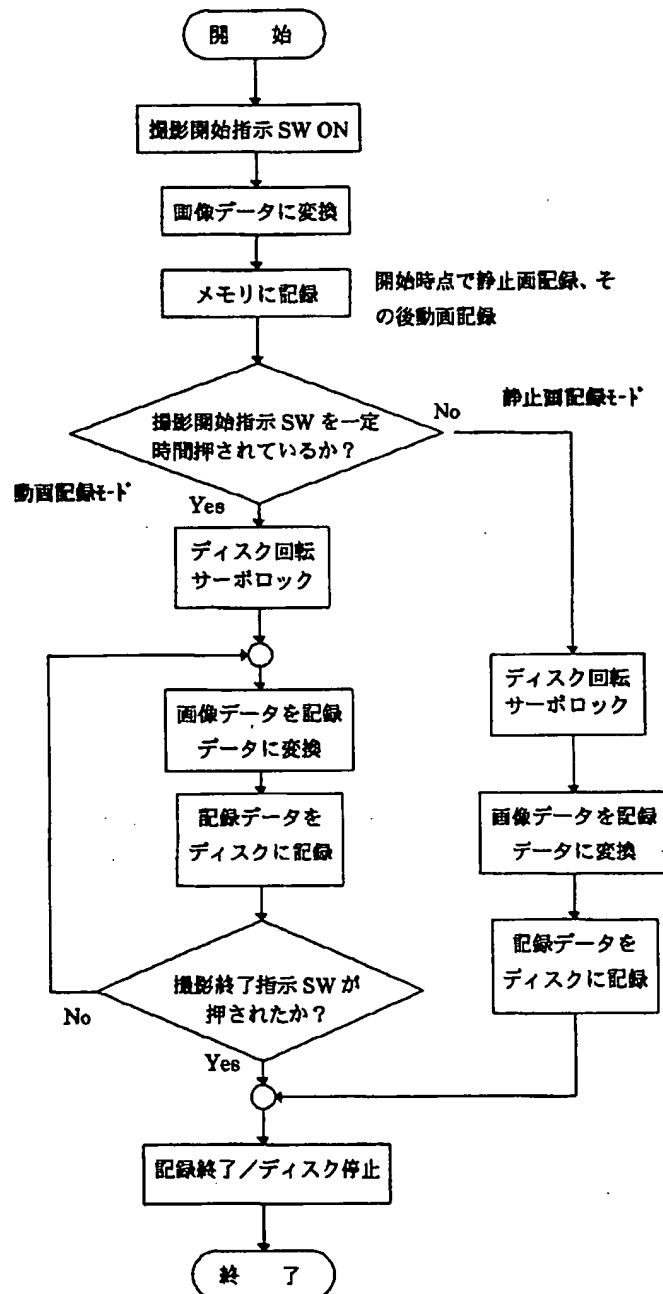 開 始
撮影開始指示 SW ON
画像データに変換
メモリに記録
開始時点で静止画記録、そ
の後動画記録
撮影開始指示 SW を一定
時間押されているか？
No
静止画記録ﾓｰﾄﾞ
動画記録ﾓｰﾄﾞ
Yes
ディスク回転
サーボロック
画像データを記録
データに変換
記録データを
ディスクに記録
撮影終了指示 SW が
押されたか？
No
Yes
ディスク回転
サーボロック
画像データを記録
データに変換
記録データを
ディスクに記録
記録終了／ディスク停止
終 了